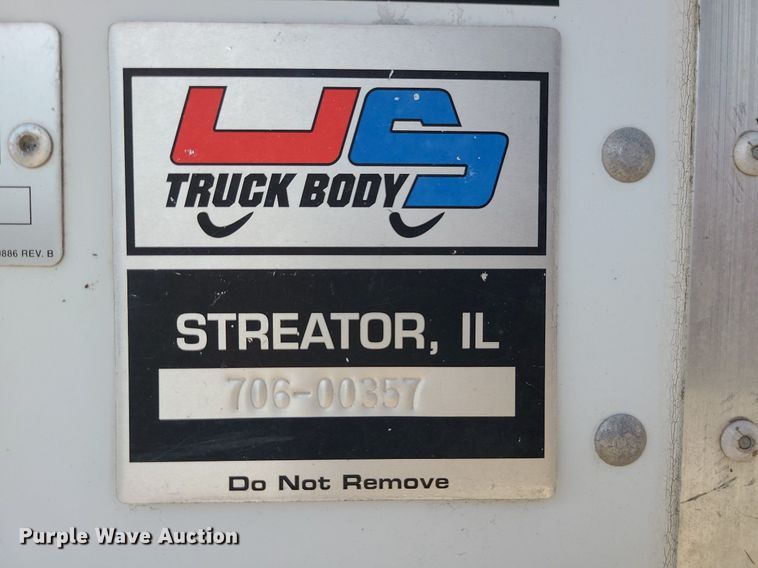 US
TRUCK BODY
STREATOR, IL
706-00357
Do Not Remove
886 REV. B
Purple Wave Auction